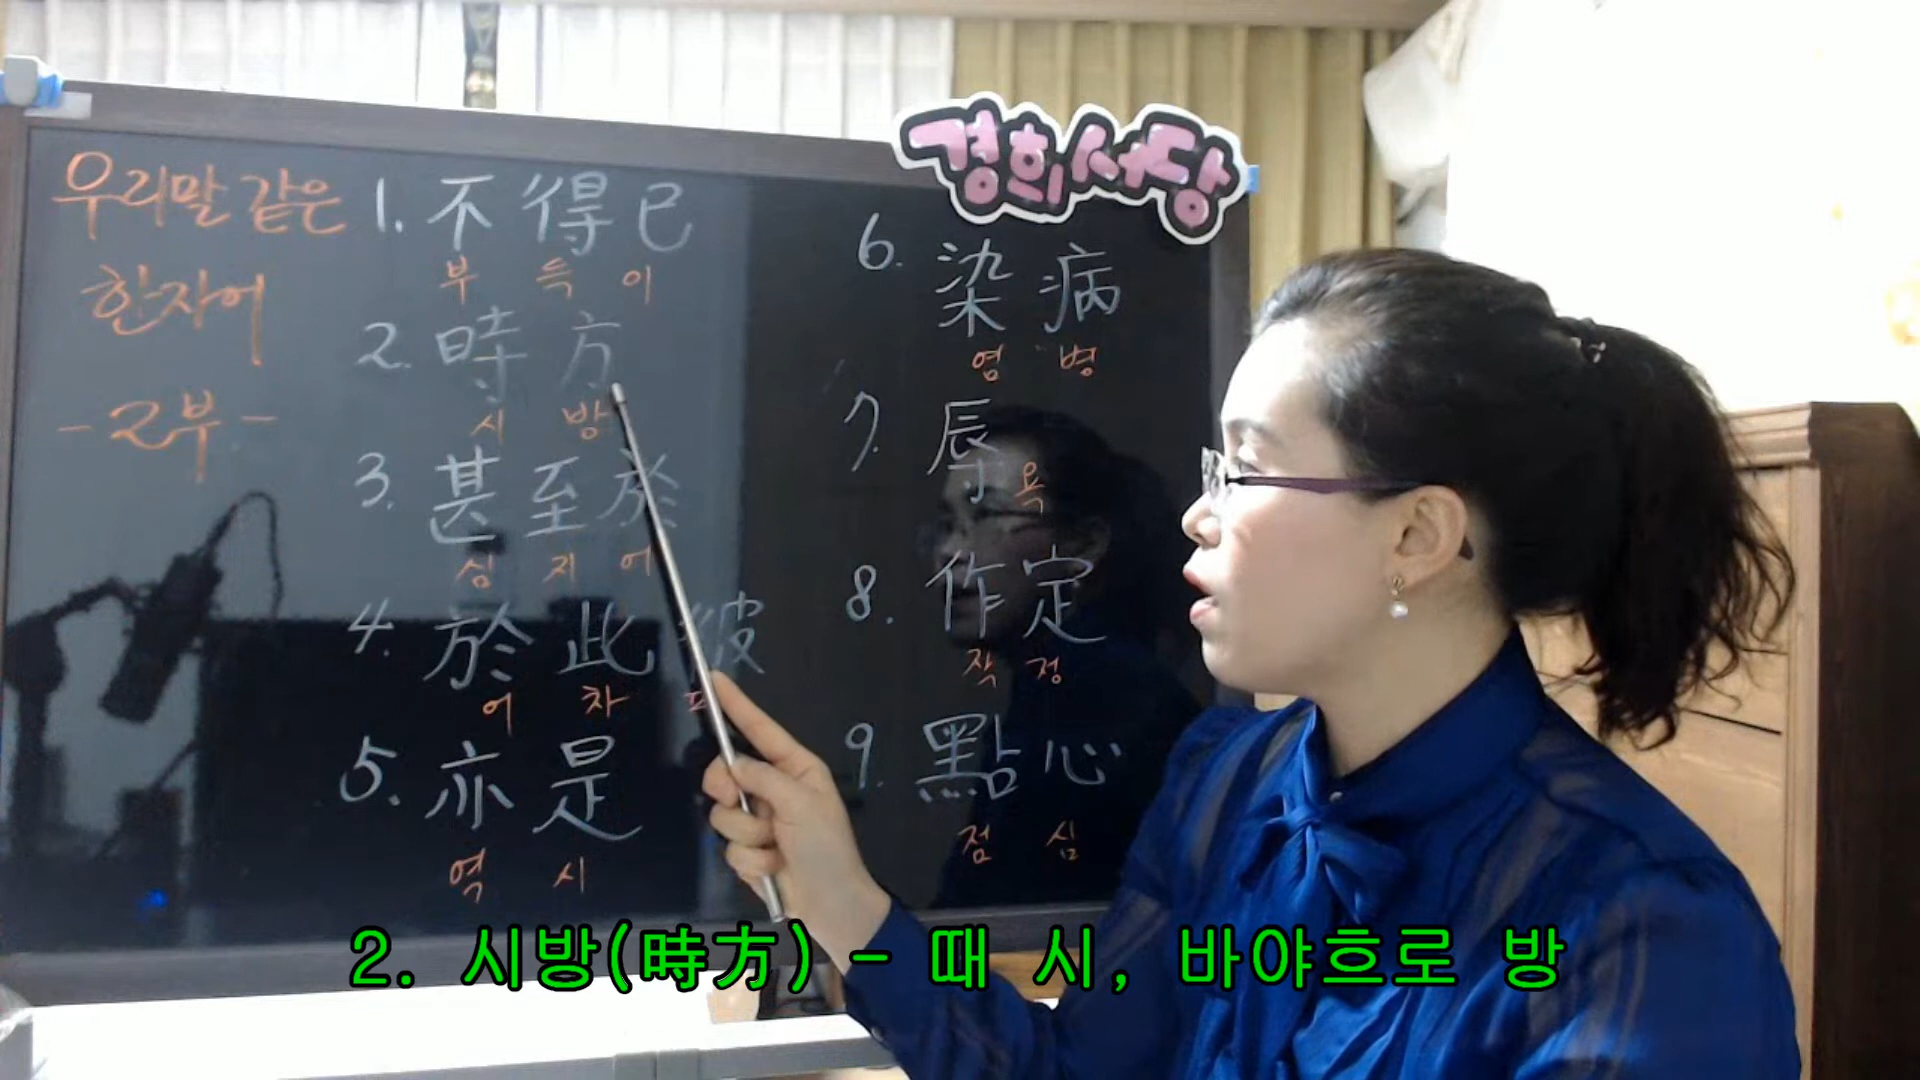 경희서당
우리말 같은
한자어
-2부-
1. 不得已
부 득 이
2. 時方
시 방
3. 甚至於
심 지 어
4. 於此彼
어 차 피
5. 亦是
역 시
6. 染病
염 병
7. 辱
욕
8. 作定
작 정
9. 點心
점 심
2. 시방(時方) - 때 시, 바야흐로 방